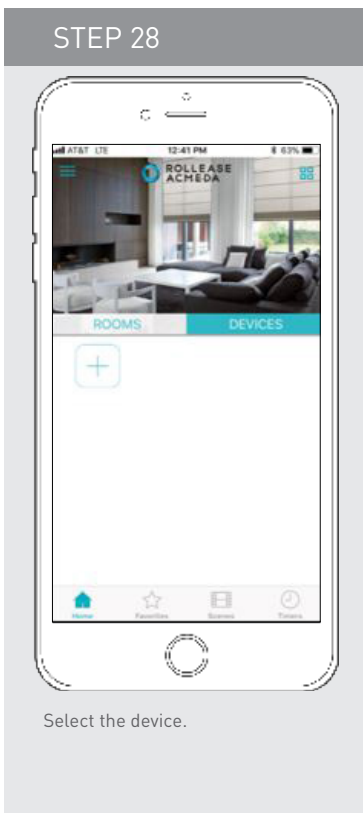 STEP 28
AT&T LTE 12:41 PM 63%
ROLLEASE
ACMEDA
ROOMS DEVICES
Home Favorites Scenes Timers
Select the device.